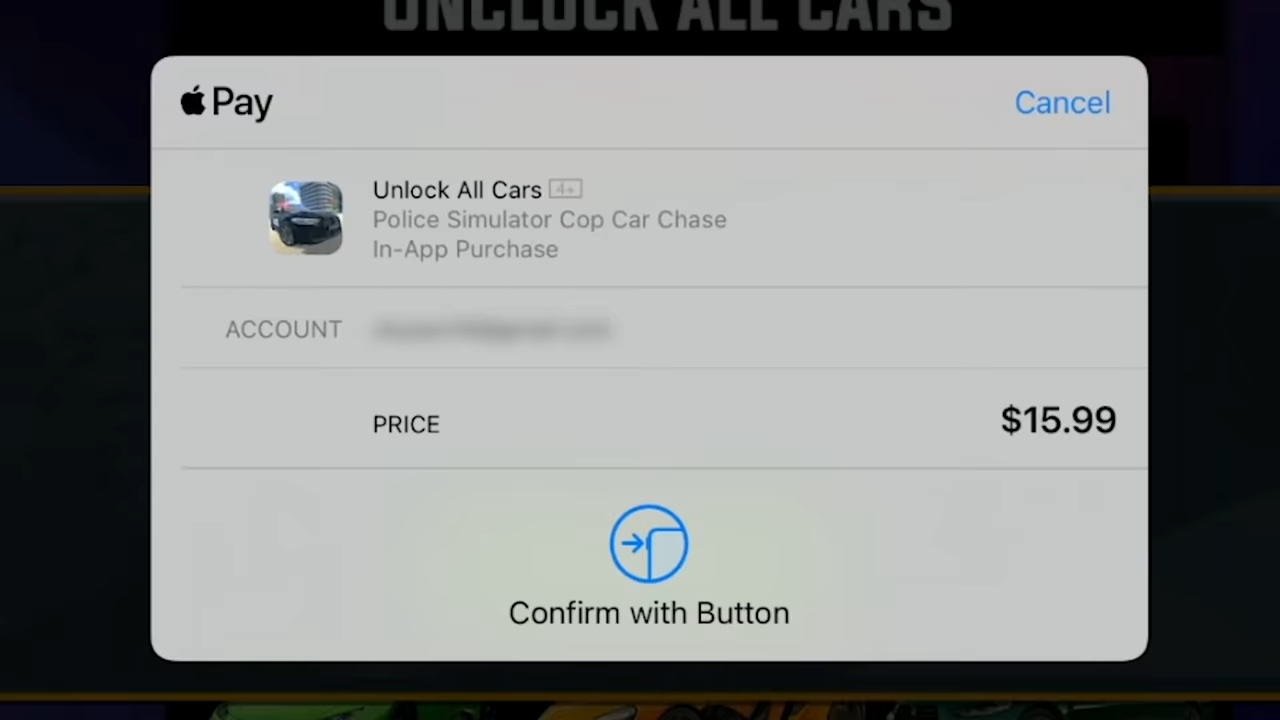 UNCLOCK ALL CARS
Pay
Cancel
Unlock All Cars 4+
Police Simulator Cop Car Chase
In-App Purchase
ACCOUNT
PRICE
$15.99
Confirm with Button